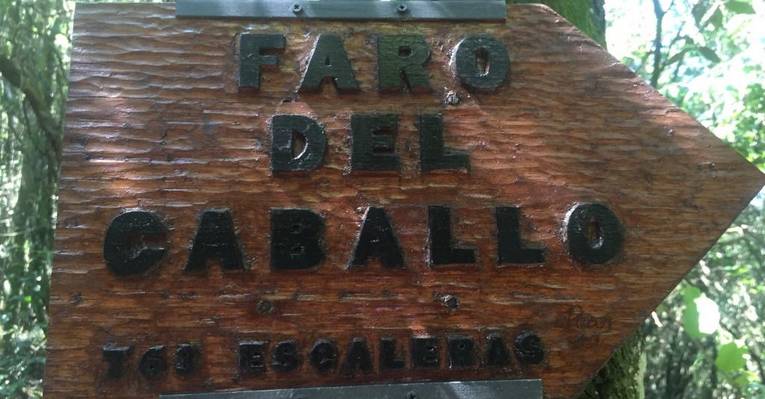 FARO
DEL
CABALLO
763 ESCALERAS